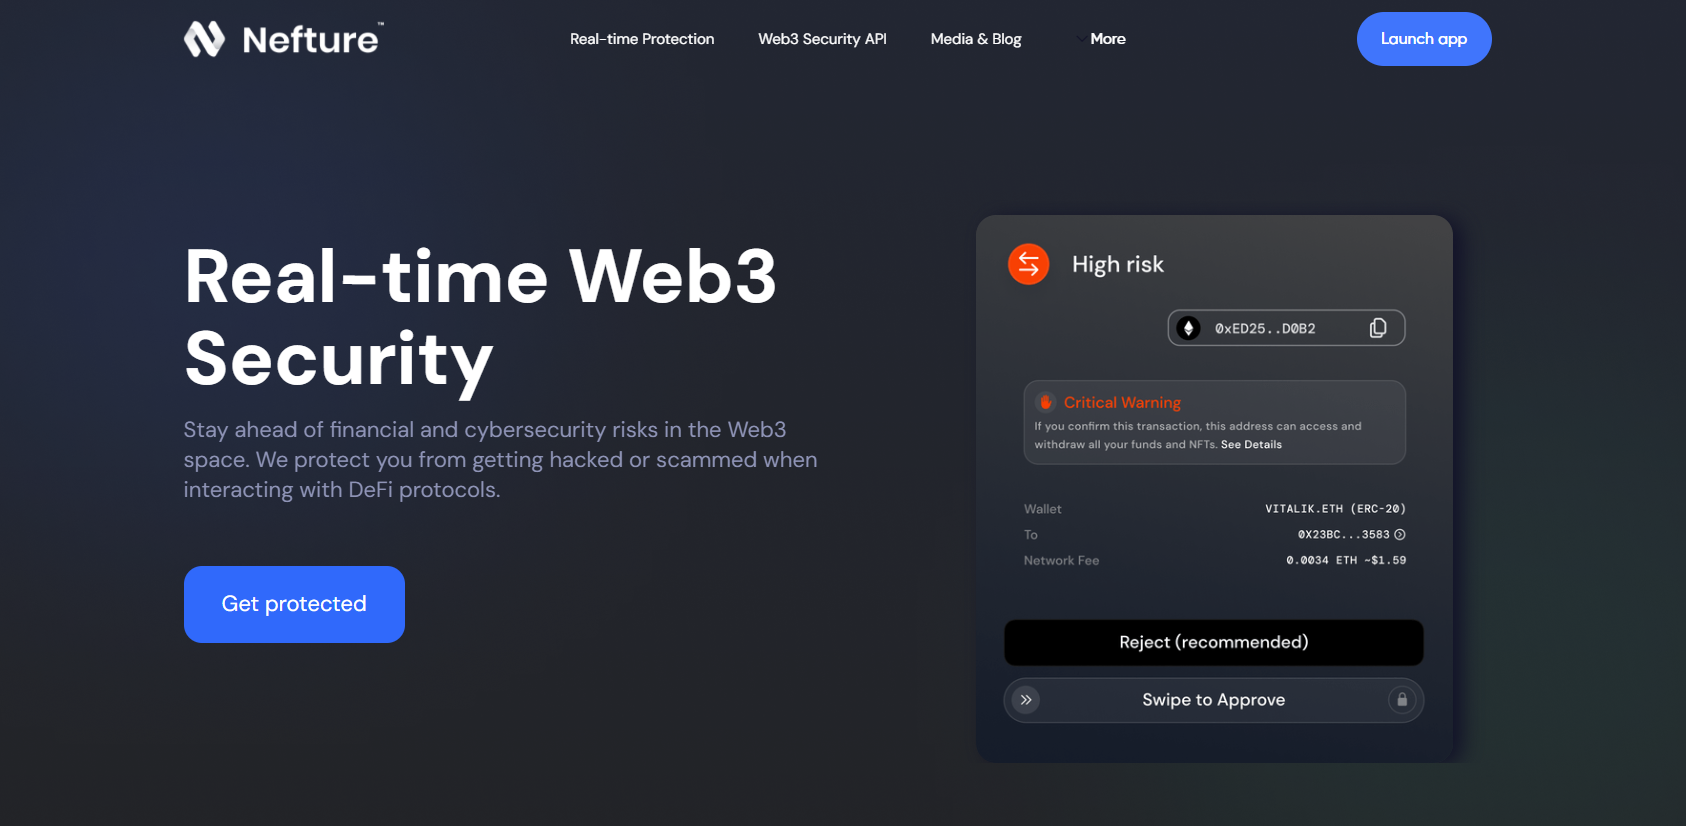 Nefture™
Real-time Protection
Web3 Security API
Media & Blog
More
Launch app
Real-time Web3
Security
Stay ahead of financial and cybersecurity risks in the Web3
space. We protect you from getting hacked or scammed when
interacting with DeFi protocols.
Get protected
High risk
0xED25..D0B2
Critical Warning
If you confirm this transaction, this address can access and
withdraw all your funds and NFTs. See Details
Wallet VITALIK.ETH (ERC-20)
To 0X23BC...3583
Network Fee 0.0034 ETH ~$1.59
Reject (recommended)
Swipe to Approve